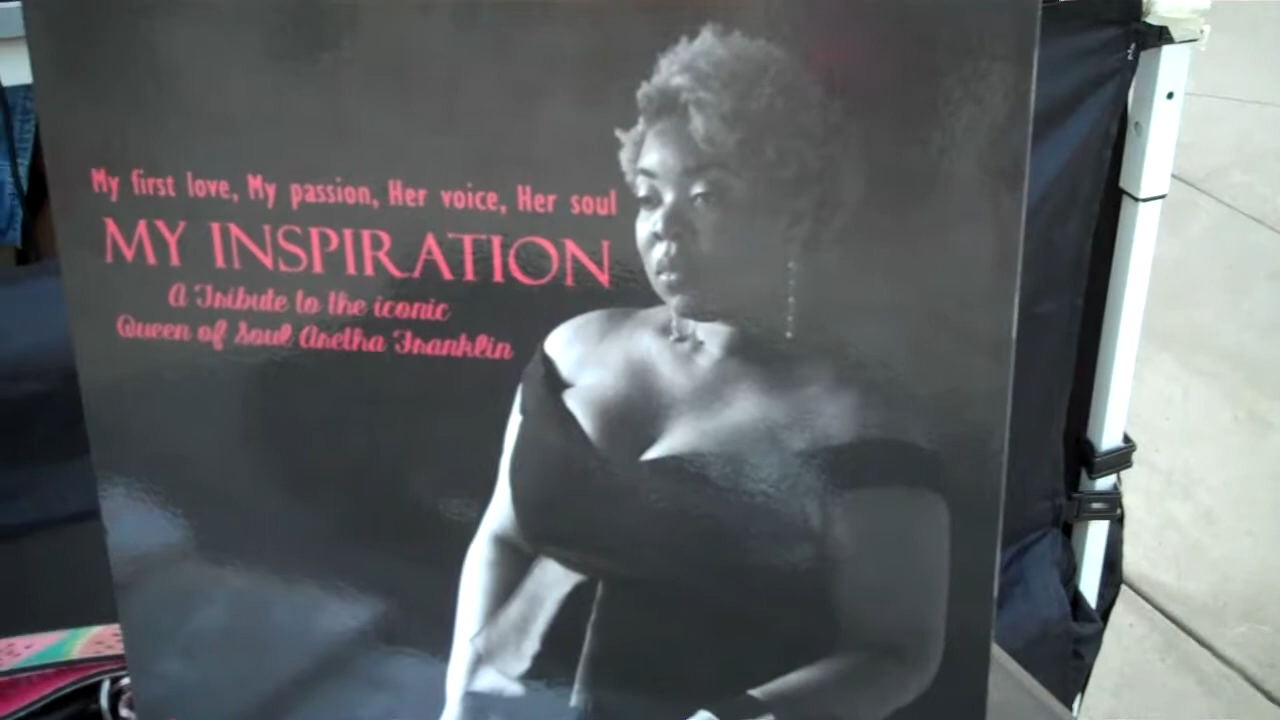 My first love, My passion, Her voice, Her soul
MY INSPIRATION
A Tribute to the iconic
Queen of Soul Aretha Franklin